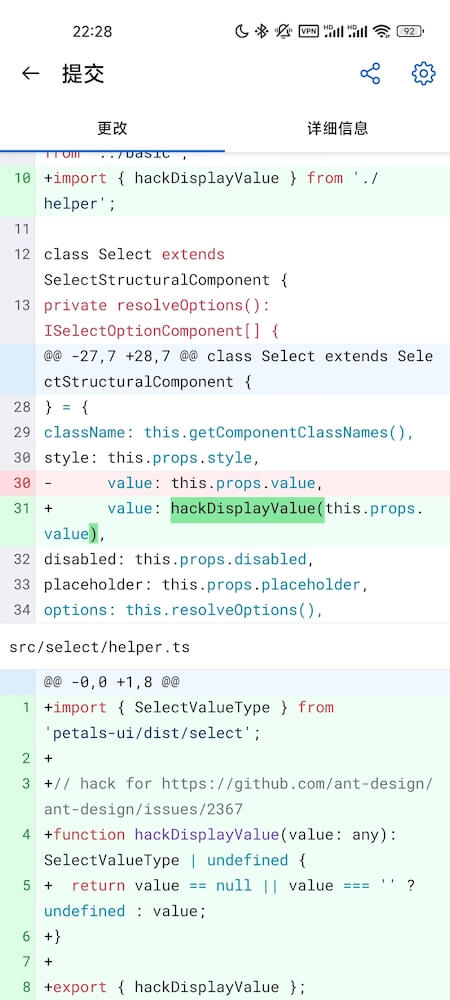 22:28
VPN HD HD 92
提交
更改 详细信息
from '../basic';
10 +import { hackDisplayValue } from './
helper';
11
12 class Select extends
SelectStructuralComponent {
13 private resolveOptions():
ISelectOptionComponent[] {
@@ -27,7 +28,7 @@ class Select extends Sele
ctStructuralComponent {
28 } = {
29 className: this.getComponentClassNames(),
30 style: this.props.style,
30 - value: this.props.value,
31 + value: hackDisplayValue(this.props.
value),
32 disabled: this.props.disabled,
33 placeholder: this.props.placeholder,
34 options: this.resolveOptions(),
src/select/helper.ts
@@ -0,0 +1,8 @@
1 +import { SelectValueType } from
'petals-ui/dist/select';
2 +
3 +// hack for https://github.com/ant-design/
ant-design/issues/2367
4 +function hackDisplayValue(value: any):
SelectValueType | undefined {
5 + return value == null || value === '' ?
undefined : value;
6 +}
7 +
8 +export { hackDisplayValue };